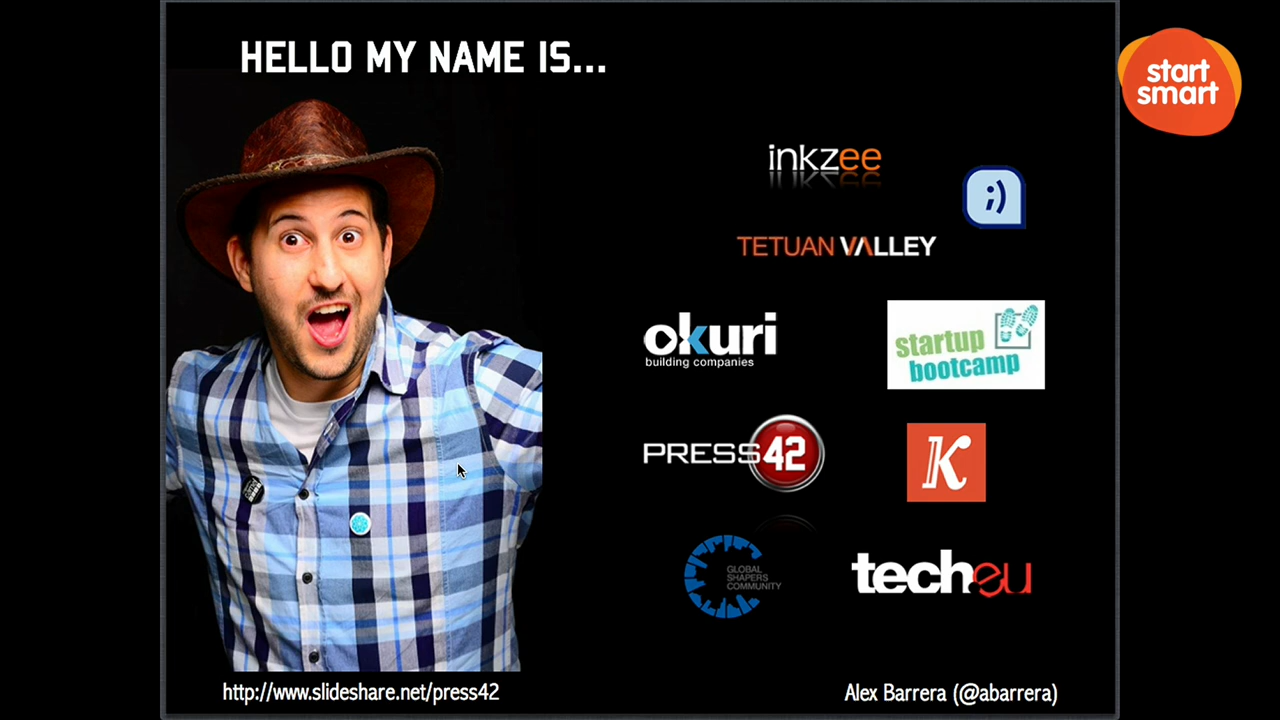 HELLO MY NAME IS...
start
smart
inkzee
;)
TETUAN VALLEY
okuri
building companies
startup
bootcamp
PRESS42
K
GLOBAL
SHAPERS
COMMUNITY
tech.eu
http://www.slideshare.net/press42
Alex Barrera (@abarrera)